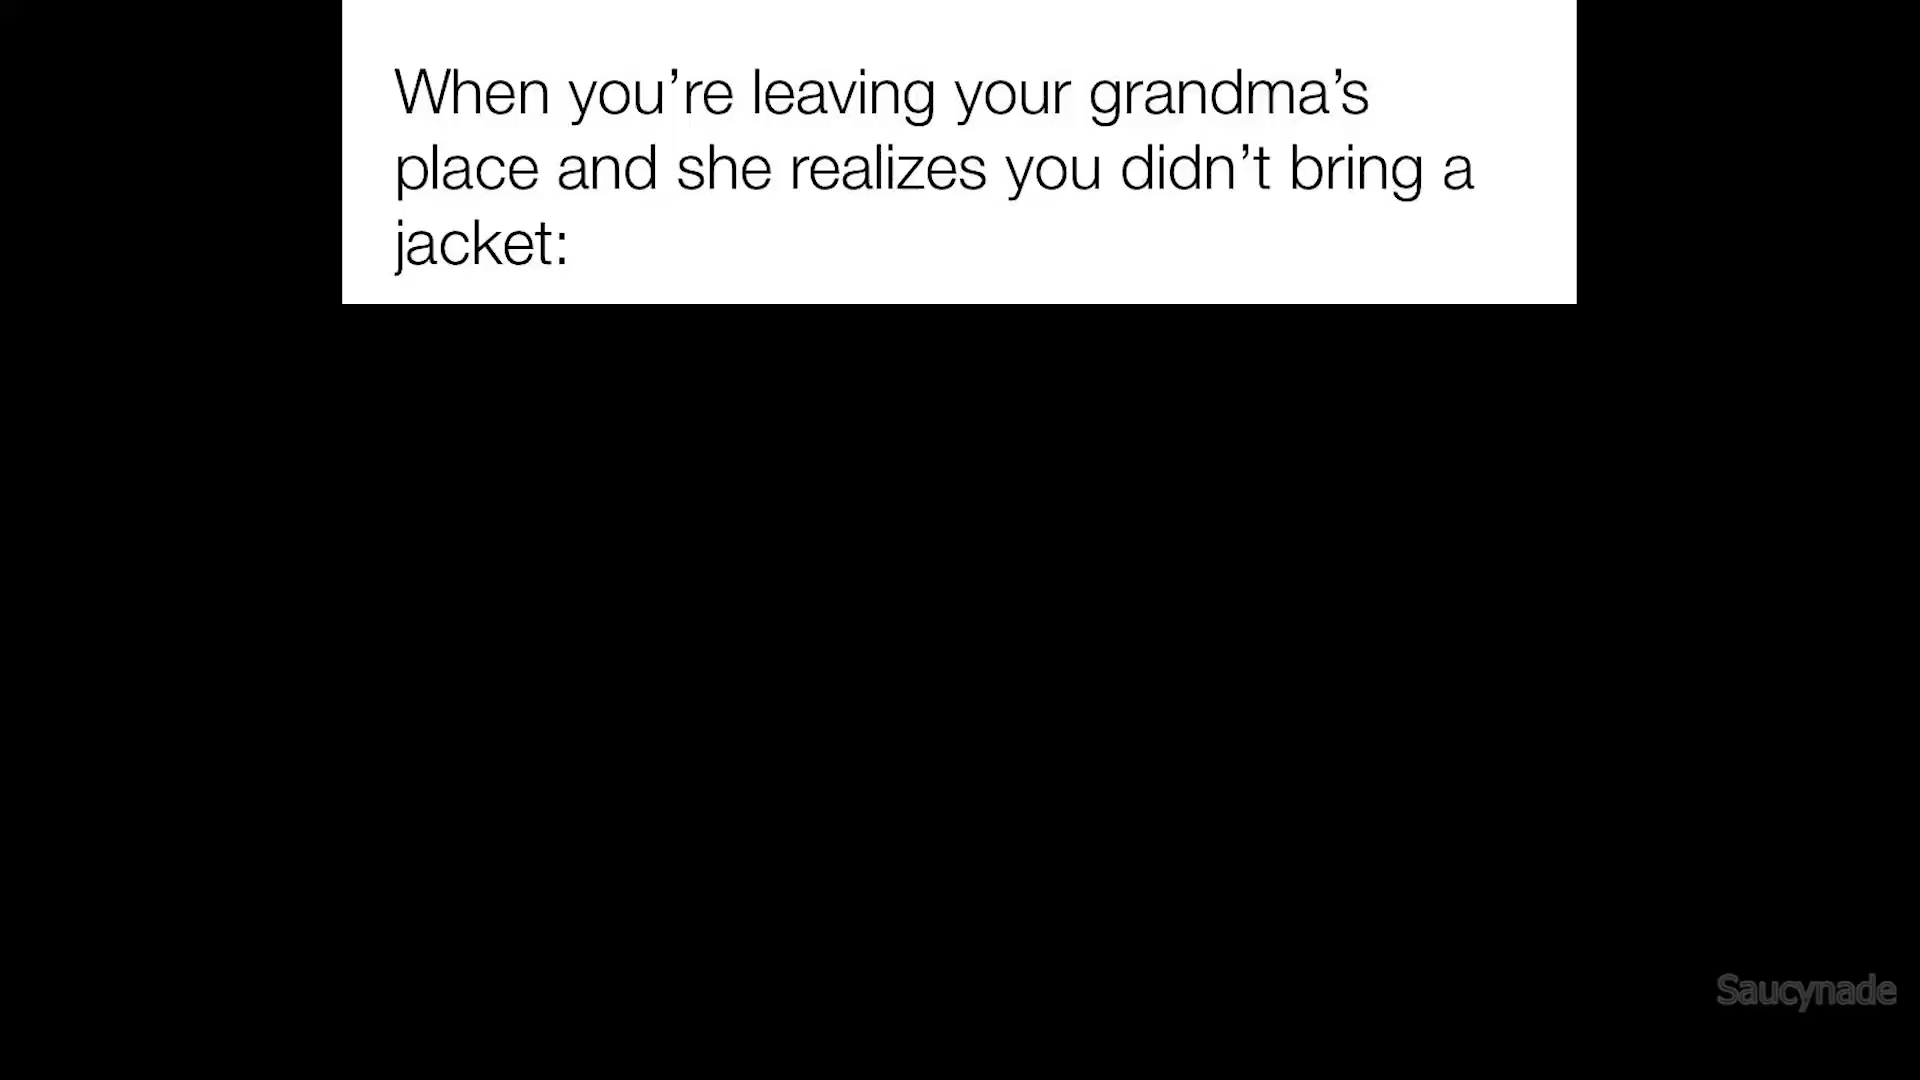 When you’re leaving your grandma’s
place and she realizes you didn’t bring a
jacket:
Saucynade